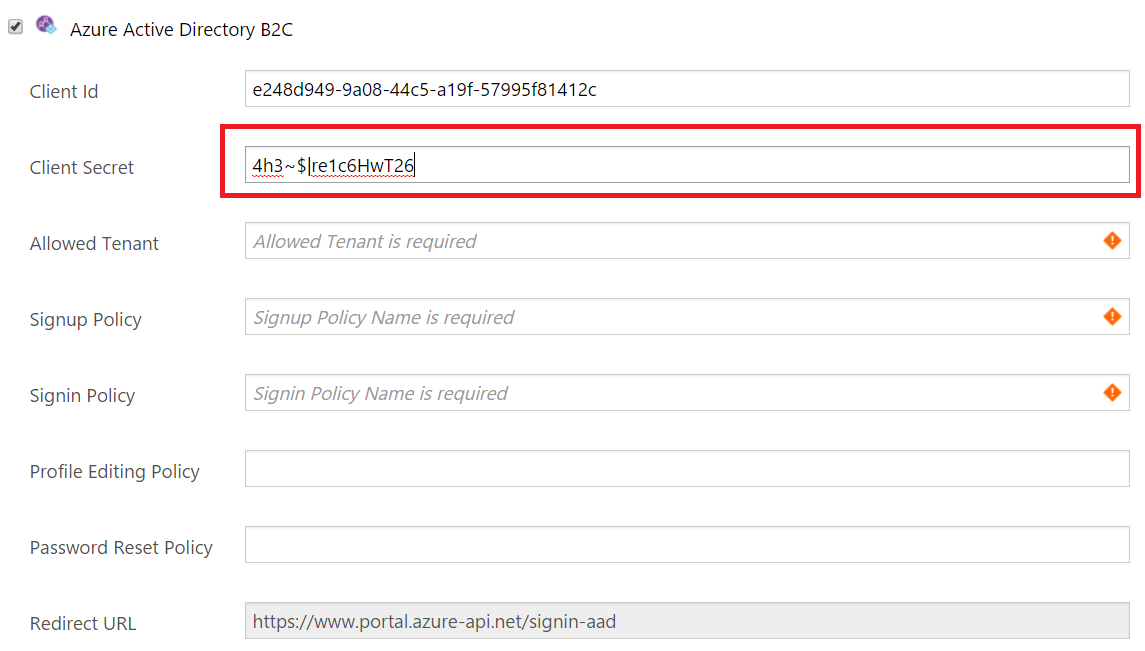 Azure Active Directory B2C
Client Id
e248d949-9a08-44c5-a19f-57995f81412c
Client Secret
4h3~$|re1c6HwT26
Allowed Tenant
Allowed Tenant is required
Signup Policy
Signup Policy Name is required
Signin Policy
Signin Policy Name is required
Profile Editing Policy
Password Reset Policy
Redirect URL
https://www.portal.azure-api.net/signin-aad